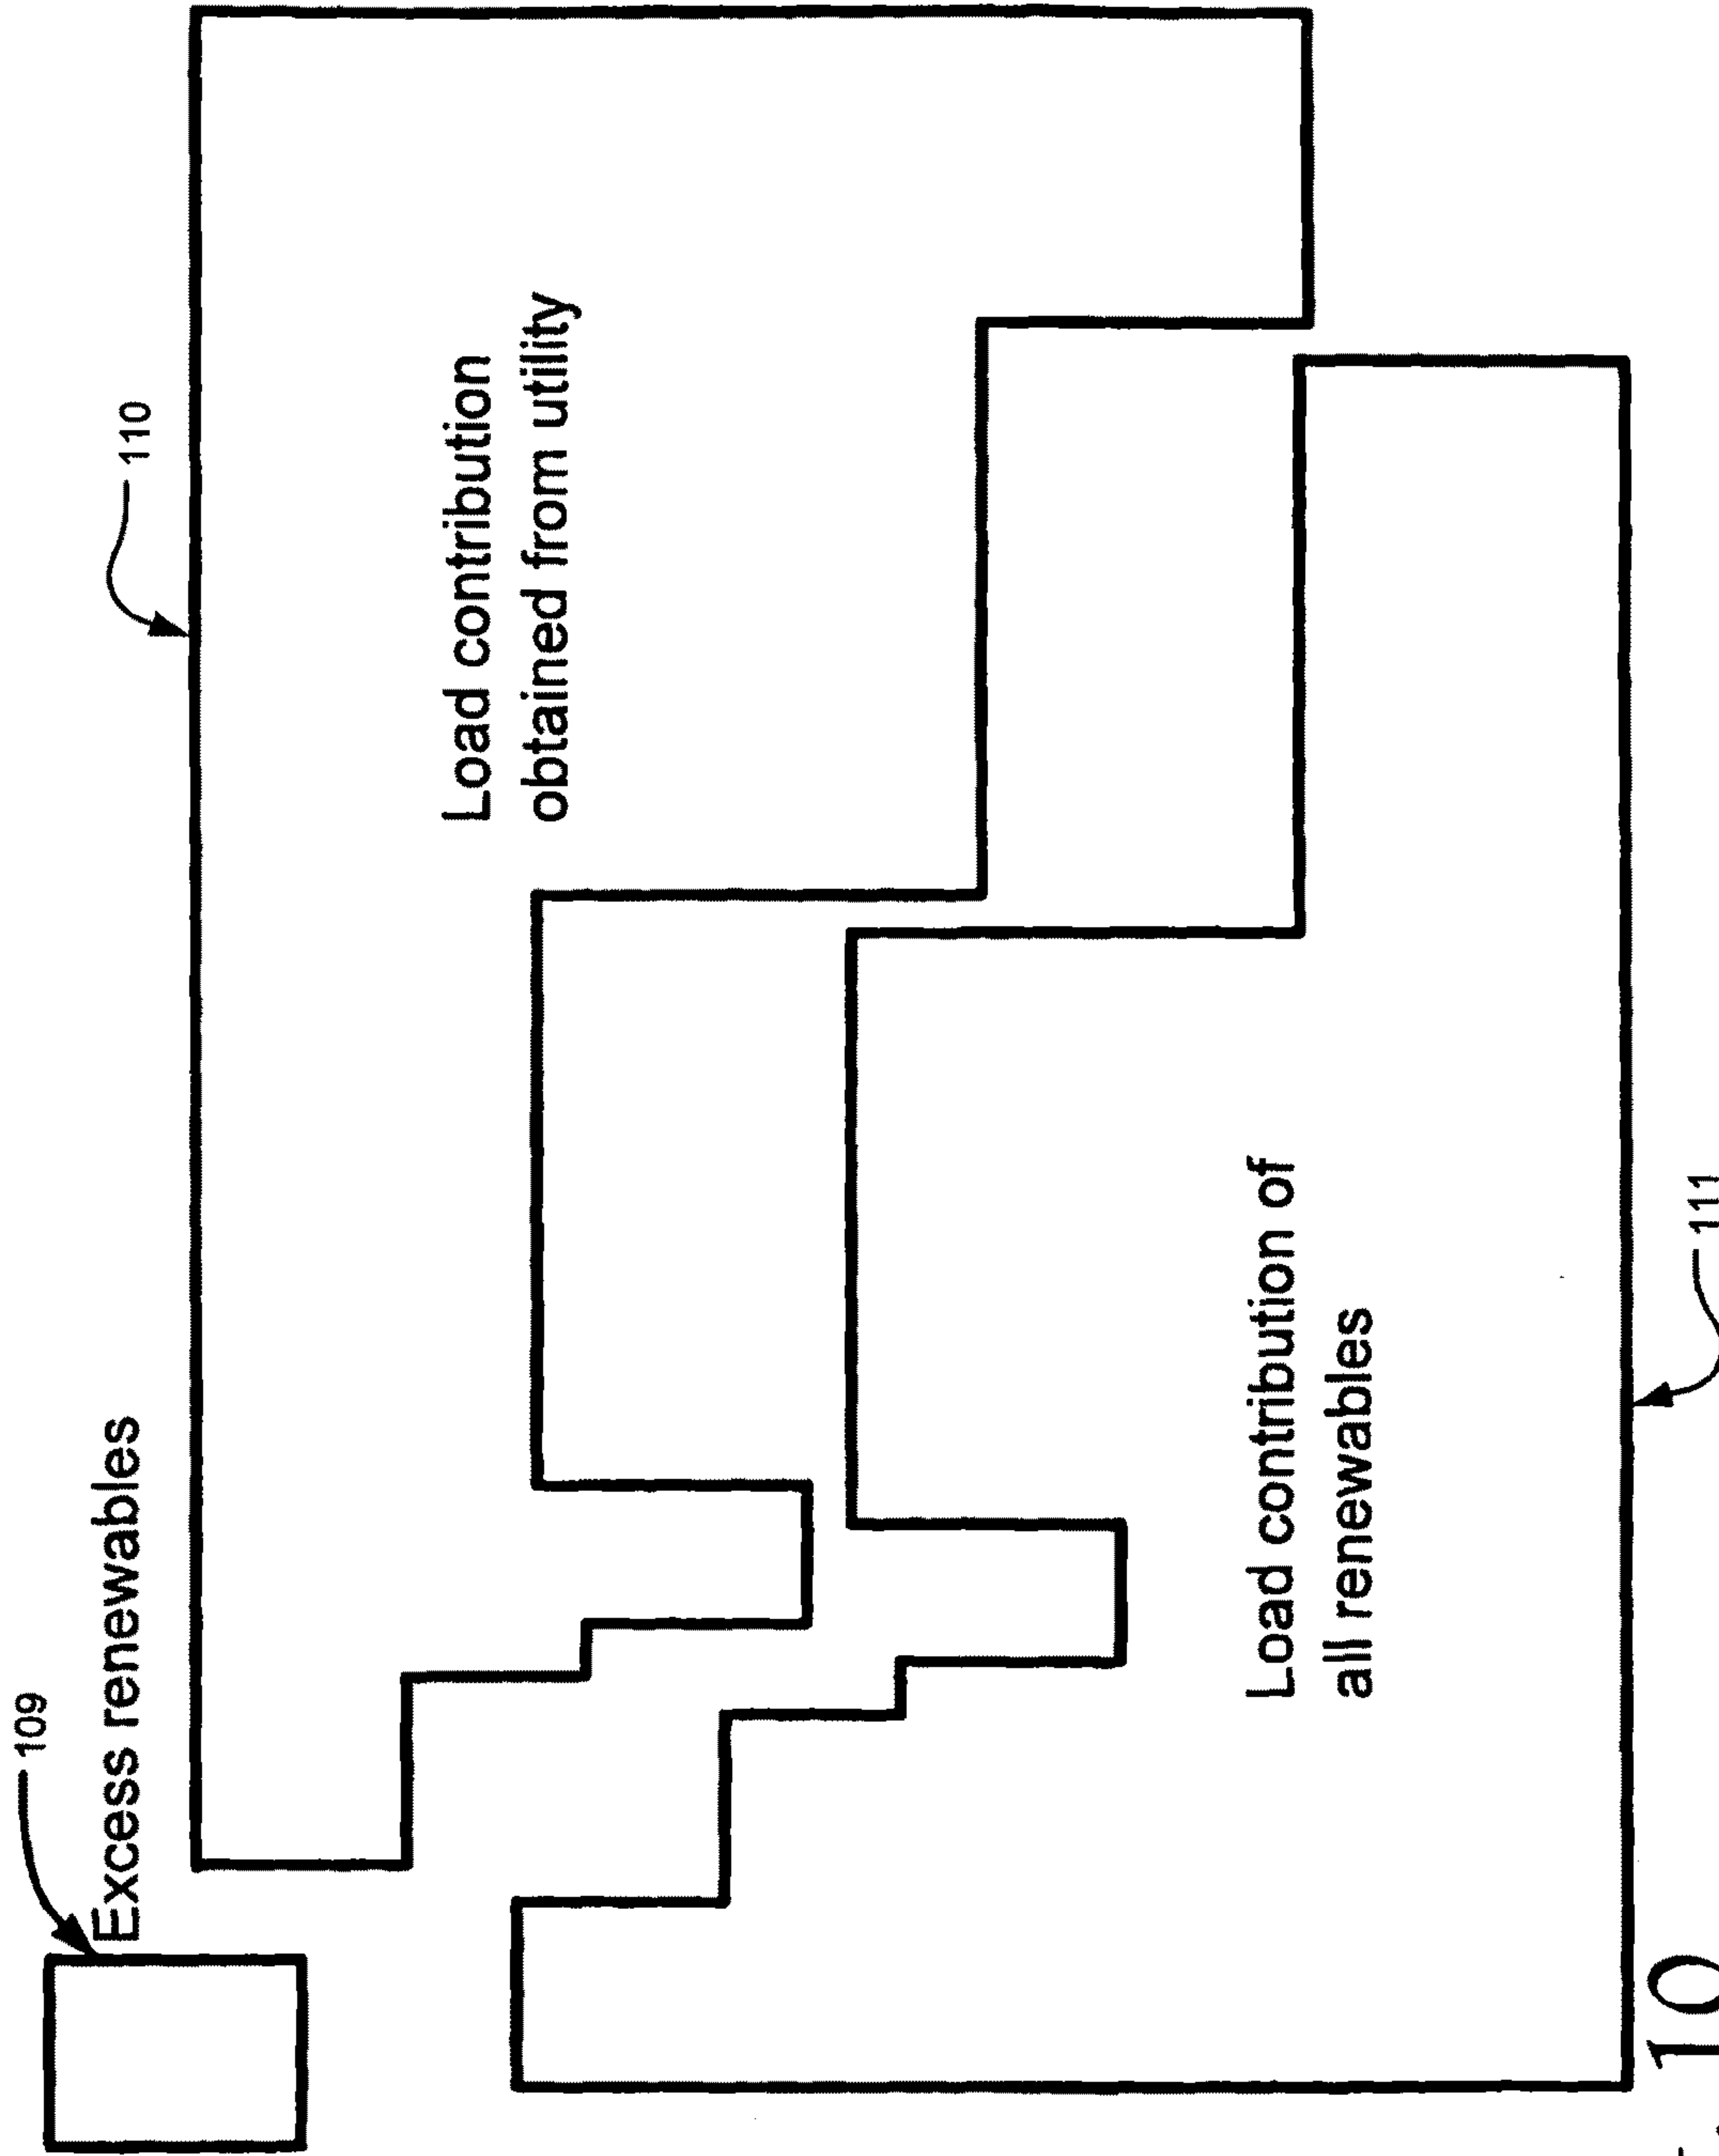 109
Excess renewables
110
Load contribution
obtained from utility
Load contribution of
all renewables
111
10